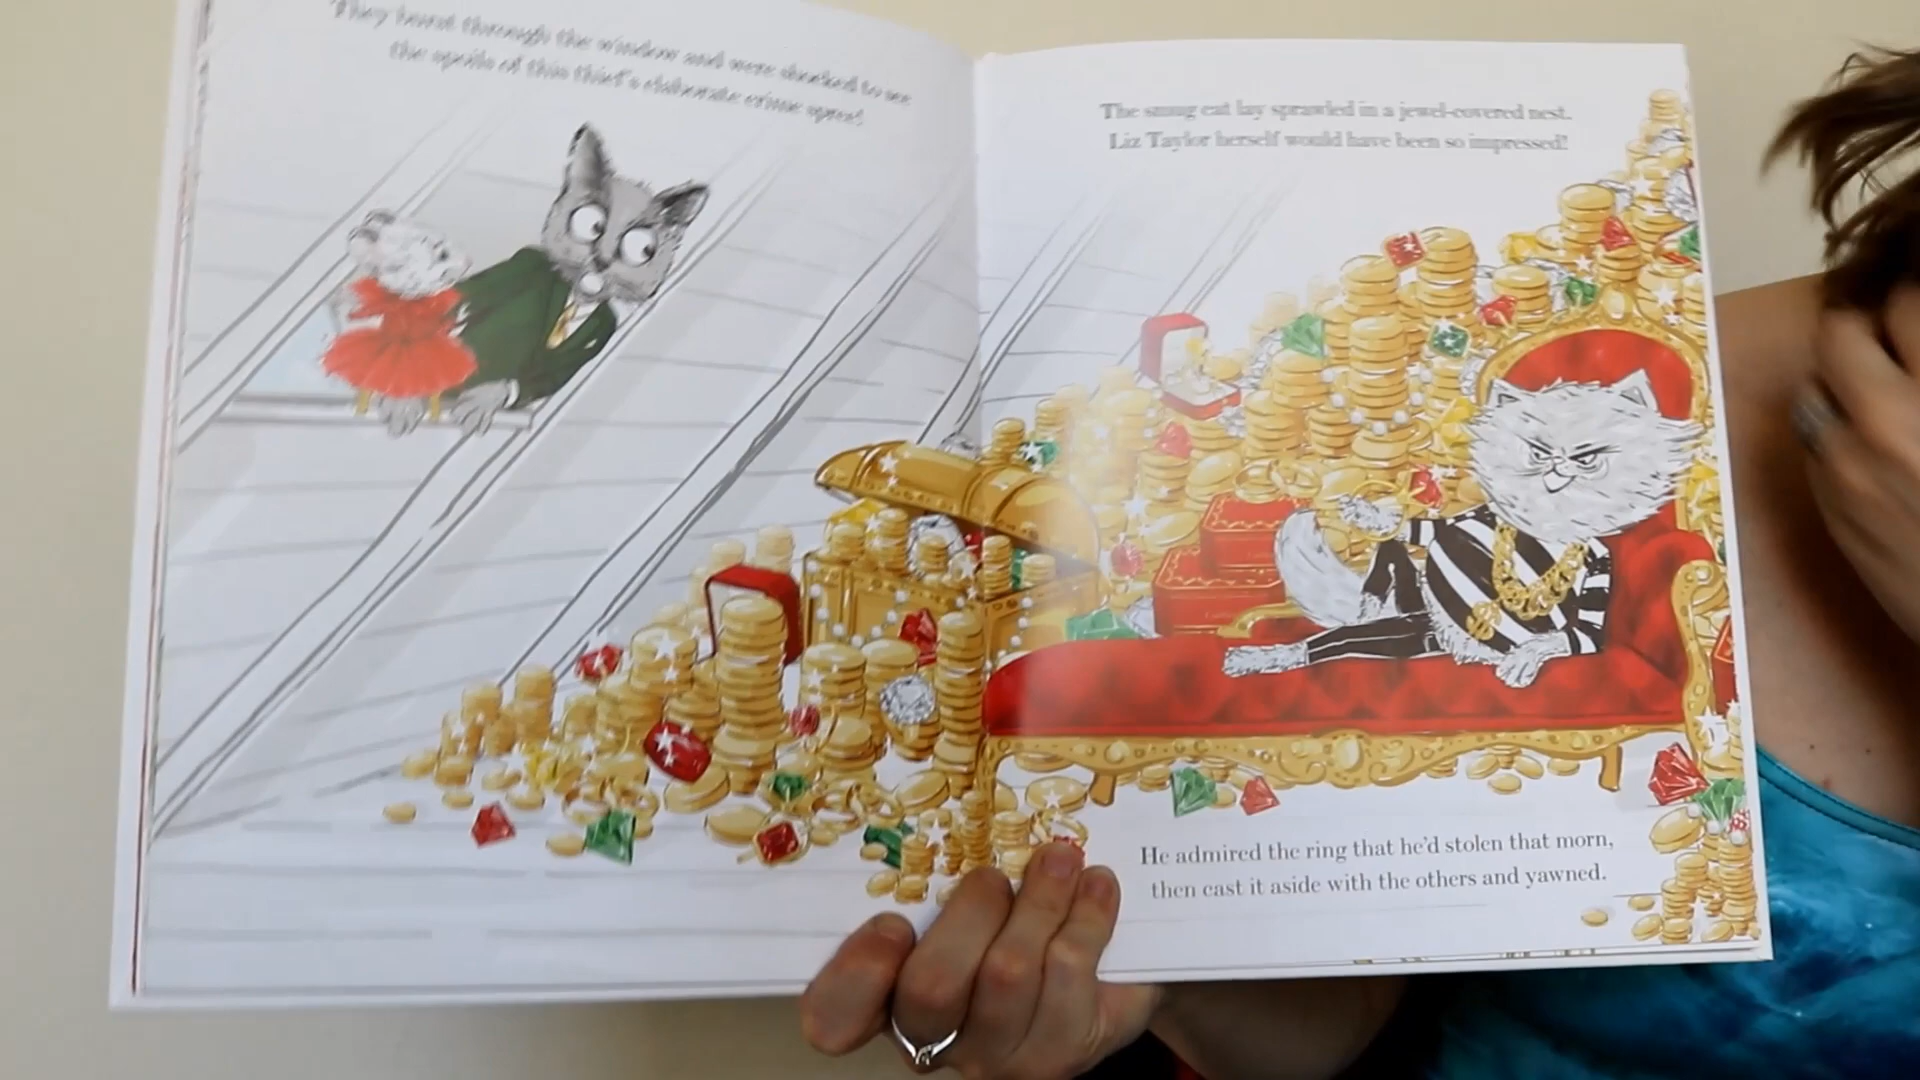 They burst through the window and were shocked to see
the spoils of this thief's elaborate crime spree!
The smug cat lay sprawled in a jewel-covered nest.
Liz Taylor herself would have been so impressed!
He admired the ring that he'd stolen that morn,
then cast it aside with the others and yawned.